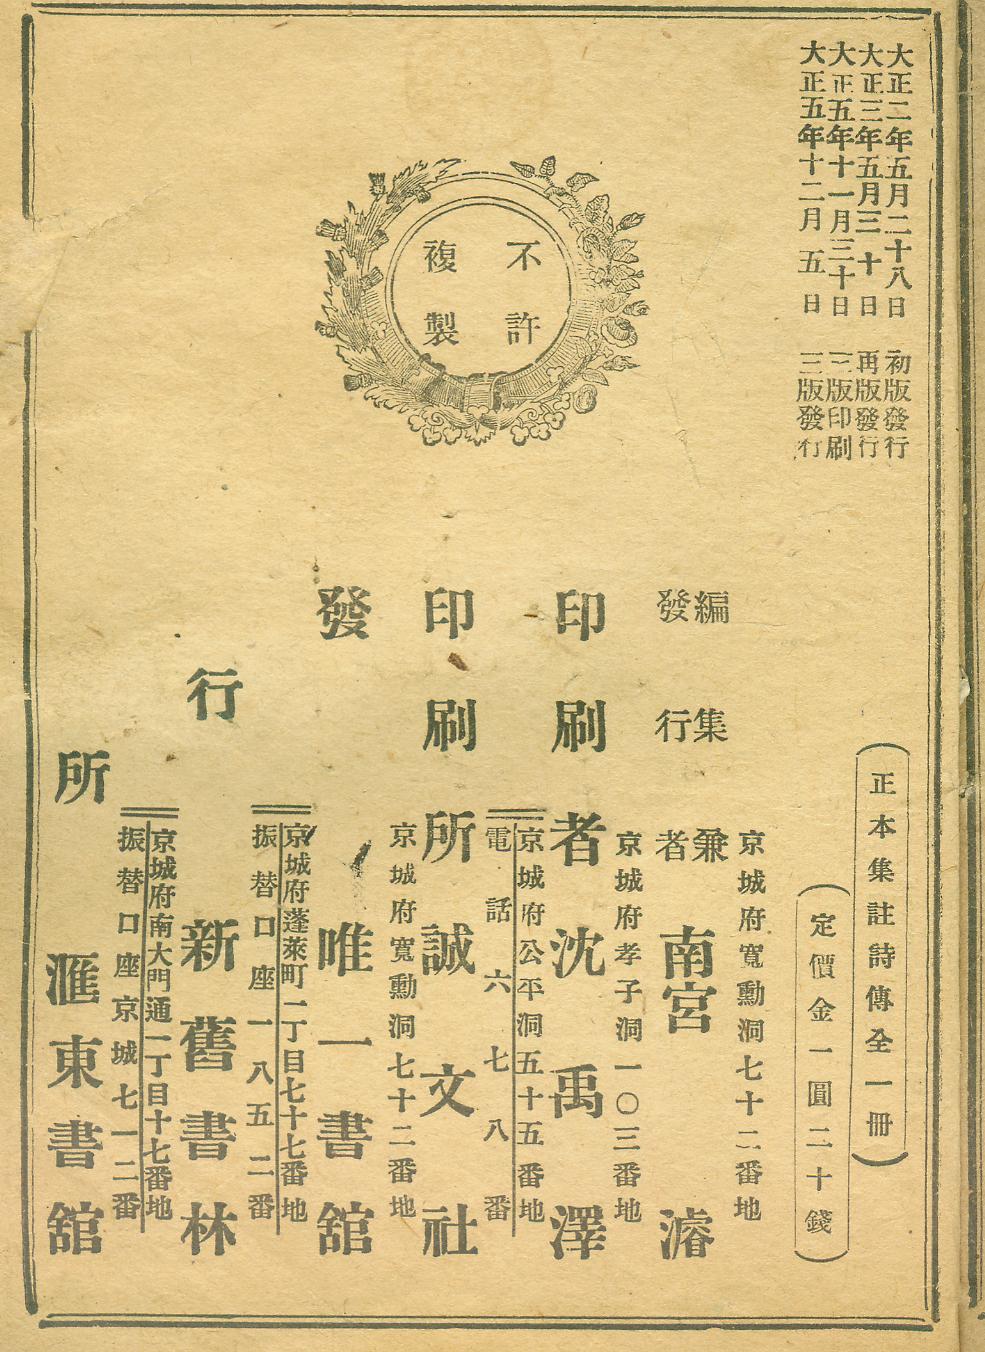 大正二年五月二十八日 初版發行
大正三年五月三十日 再版發行
大正五年十一月三十日 三版印刷
大正五年十二月五日 三版發行
不許
複製
正本集註詩傳全一冊
定價金一圓二十錢
京城府寬勳洞七十二番地
編集兼
發行者
南宮濬
京城府孝子洞一〇三番地
印刷者 沈禹澤
京城府公平洞五十五番地
電話六七八番
印刷所 誠文社
京城府寬勳洞七十二番地
發行所
唯一書館
京城府蓬萊町一丁目七十七番地
振替口座一八五二番
新舊書林
京城府南大門通一丁目十七番地
振替口座京城七一二番
滙東書館